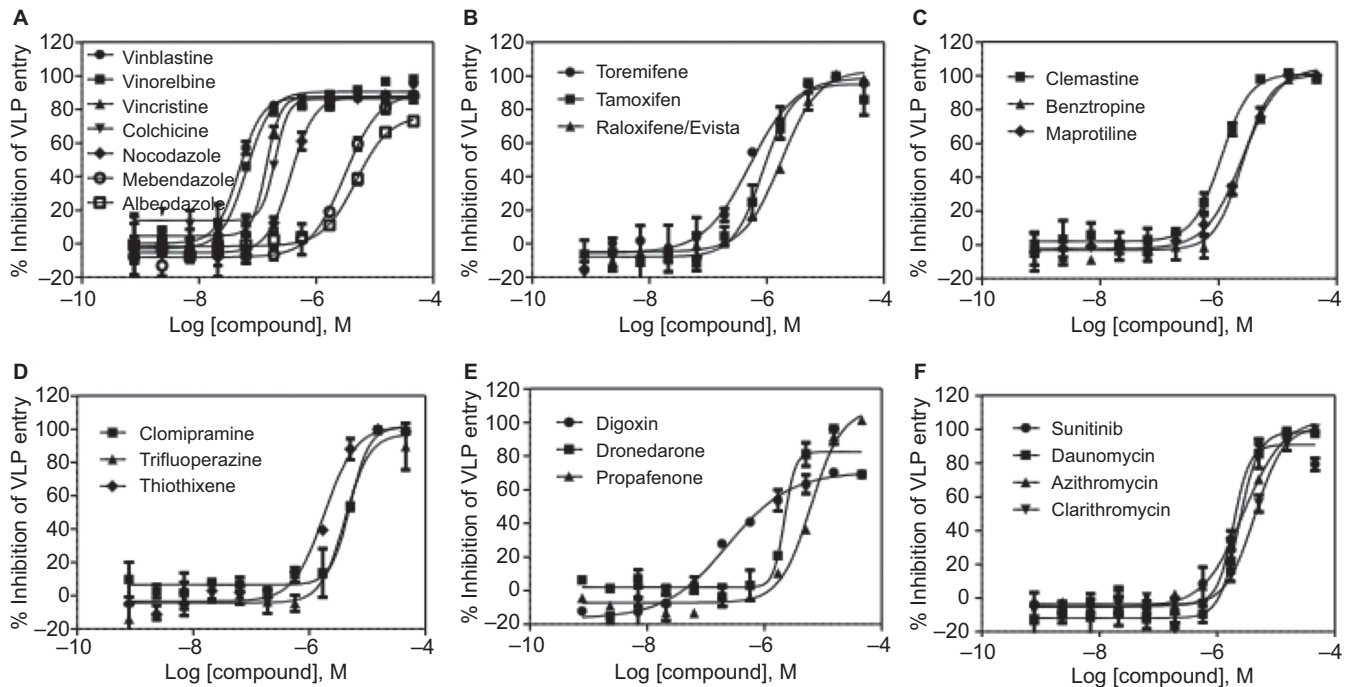 A
% Inhibition of VLP entry
120
100
80
60
40
20
0
–20
Vinblastine
Vinorelbine
Vincristine
Colchicine
Nocodazole
Mebendazole
Albeodazole
–10
–8
–6
–4
Log [compound], M
B
% Inhibition of VLP entry
120
100
80
60
40
20
0
–20
Toremifene
Tamoxifen
Raloxifene/Evista
–10
–8
–6
–4
Log [compound], M
C
% Inhibition of VLP entry
120
100
80
60
40
20
0
–20
Clemastine
Benztropine
Maprotiline
–10
–8
–6
–4
Log [compound], M
D
% Inhibition of VLP entry
120
100
80
60
40
20
0
–20
Clomipramine
Trifluoperazine
Thiothixene
–10
–8
–6
–4
Log [compound], M
E
% Inhibition of VLP entry
120
100
80
60
40
20
0
–20
Digoxin
Dronedarone
Propafenone
–10
–8
–6
–4
Log [compound], M
F
% Inhibition of VLP entry
120
100
80
60
40
20
0
–20
Sunitinib
Daunomycin
Azithromycin
Clarithromycin
–10
–8
–6
–4
Log [compound], M